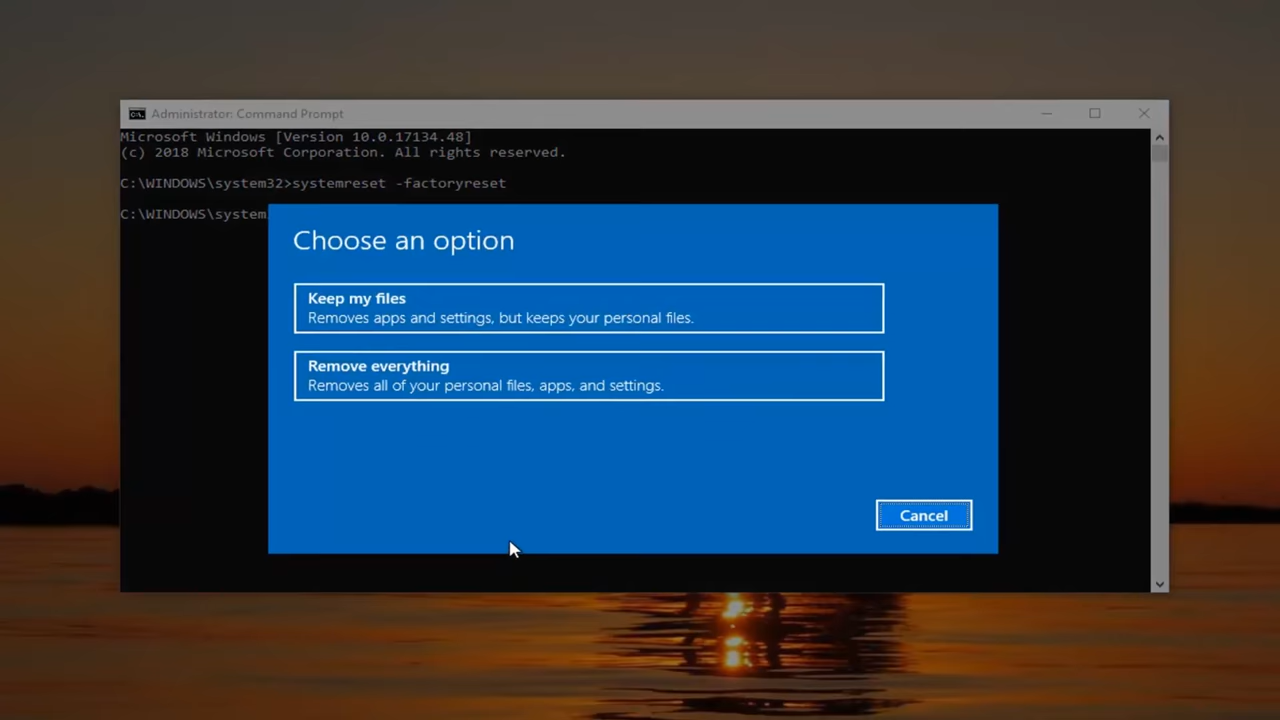 Administrator: Command Prompt
Microsoft Windows [Version 10.0.17134.48]
(c) 2018 Microsoft Corporation. All rights reserved.
C:\WINDOWS\system32>systemreset -factoryreset
C:\WINDOWS\system
Choose an option
Keep my files
Removes apps and settings, but keeps your personal files.
Remove everything
Removes all of your personal files, apps, and settings.
Cancel